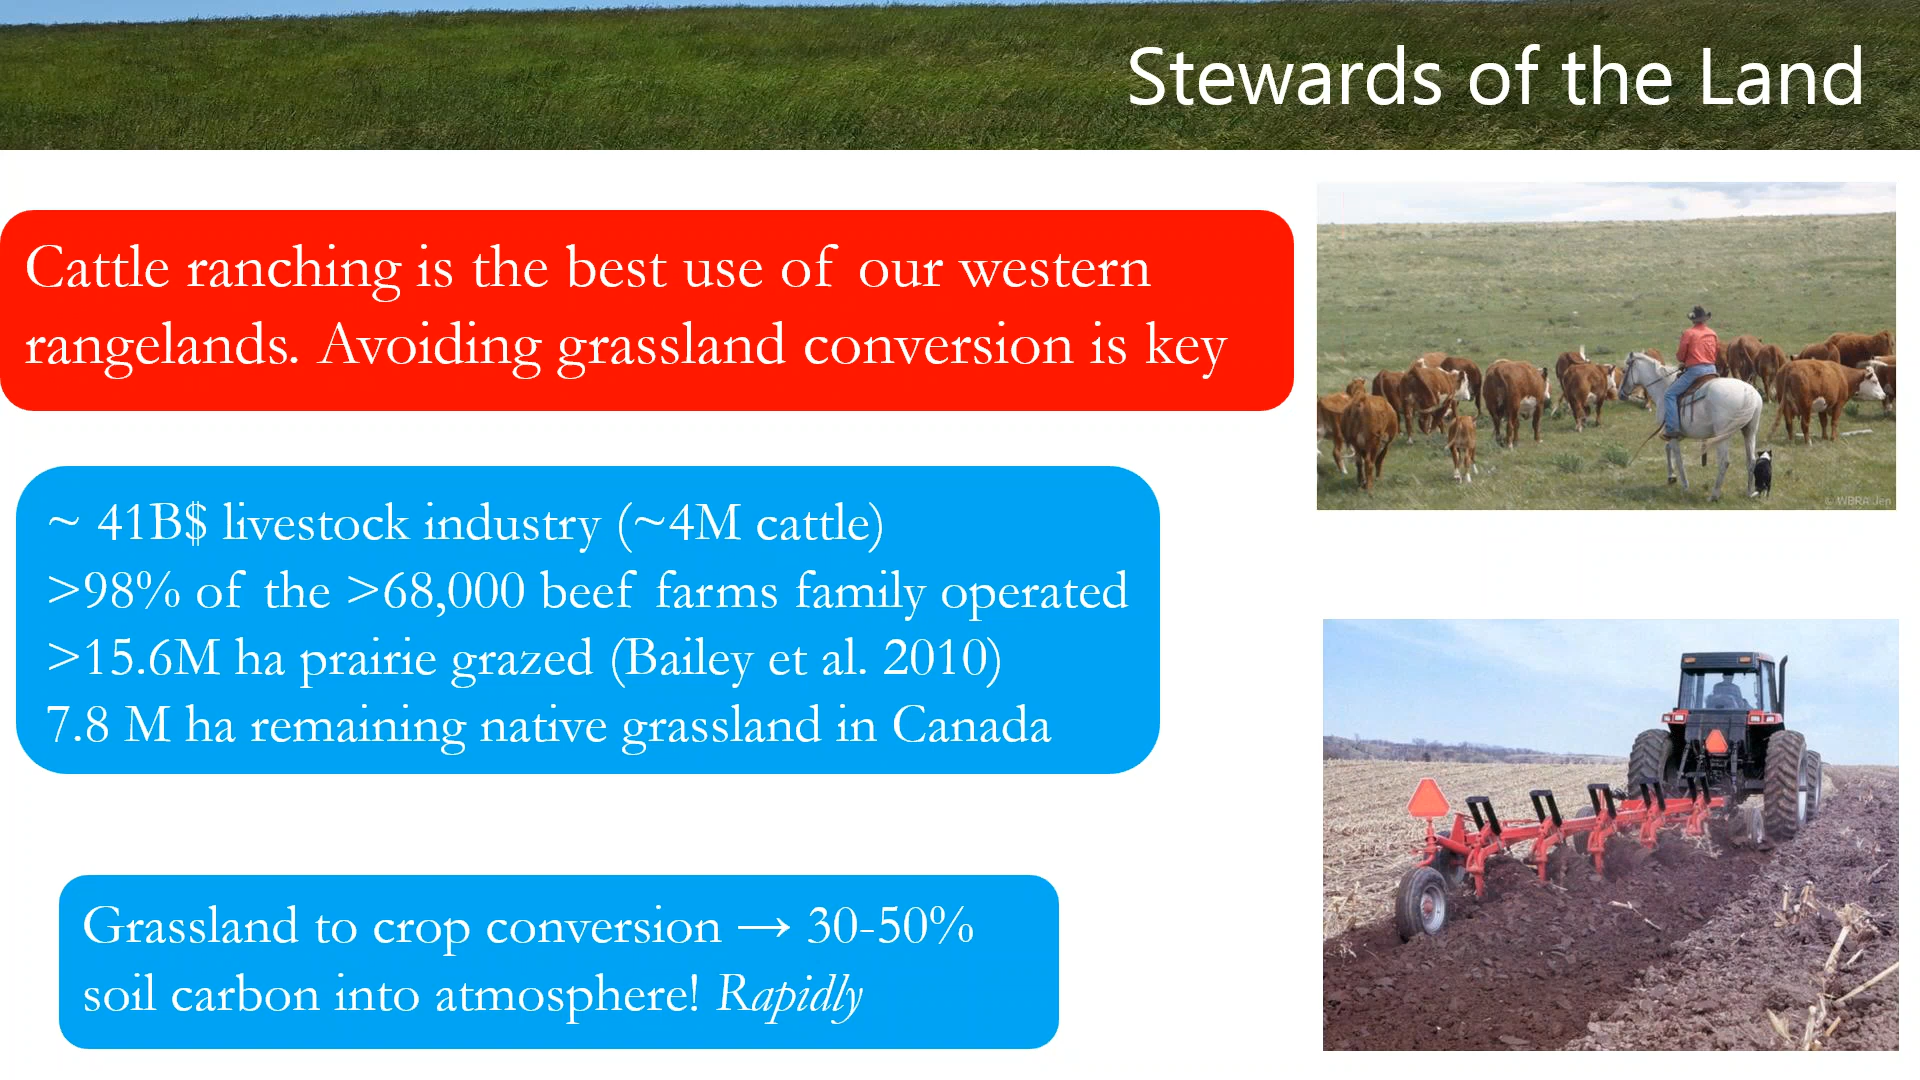 Stewards of the Land
Cattle ranching is the best use of our western
rangelands. Avoiding grassland conversion is key
~ 41B$ livestock industry (~4M cattle)
>98% of the >68,000 beef farms family operated
>15.6M ha prairie grazed (Bailey et al. 2010)
7.8 M ha remaining native grassland in Canada
Grassland to crop conversion → 30-50%
soil carbon into atmosphere! Rapidly
© WBRA Jen